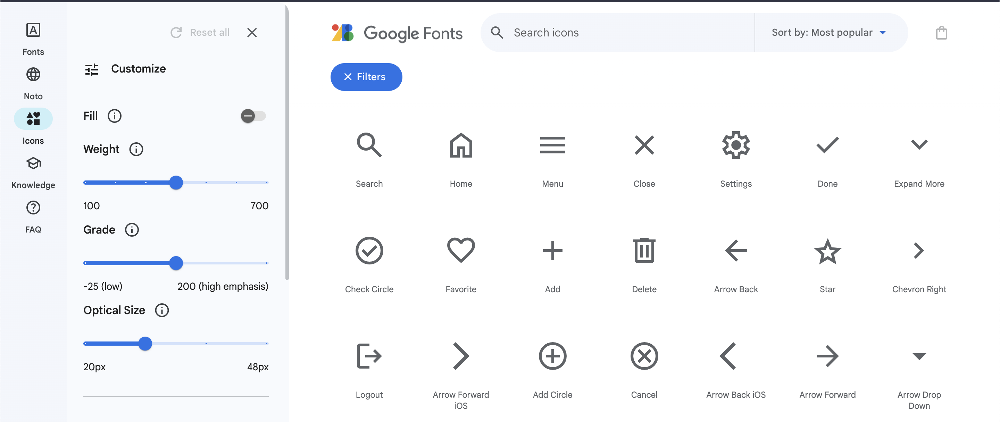 Fonts
Noto
Icons
Knowledge
FAQ
Reset all
Customize
Fill
Weight
100 700
Grade
-25 (low) 200 (high emphasis)
Optical Size
20px 48px
Google Fonts
Search icons
Sort by: Most popular
Filters
Search Home Menu Close Settings Done Expand More
Check Circle Favorite Add Delete Arrow Back Star Chevron Right
Logout Arrow Forward Add Circle Cancel Arrow Back iOS Arrow Forward Arrow Drop
iOS Down